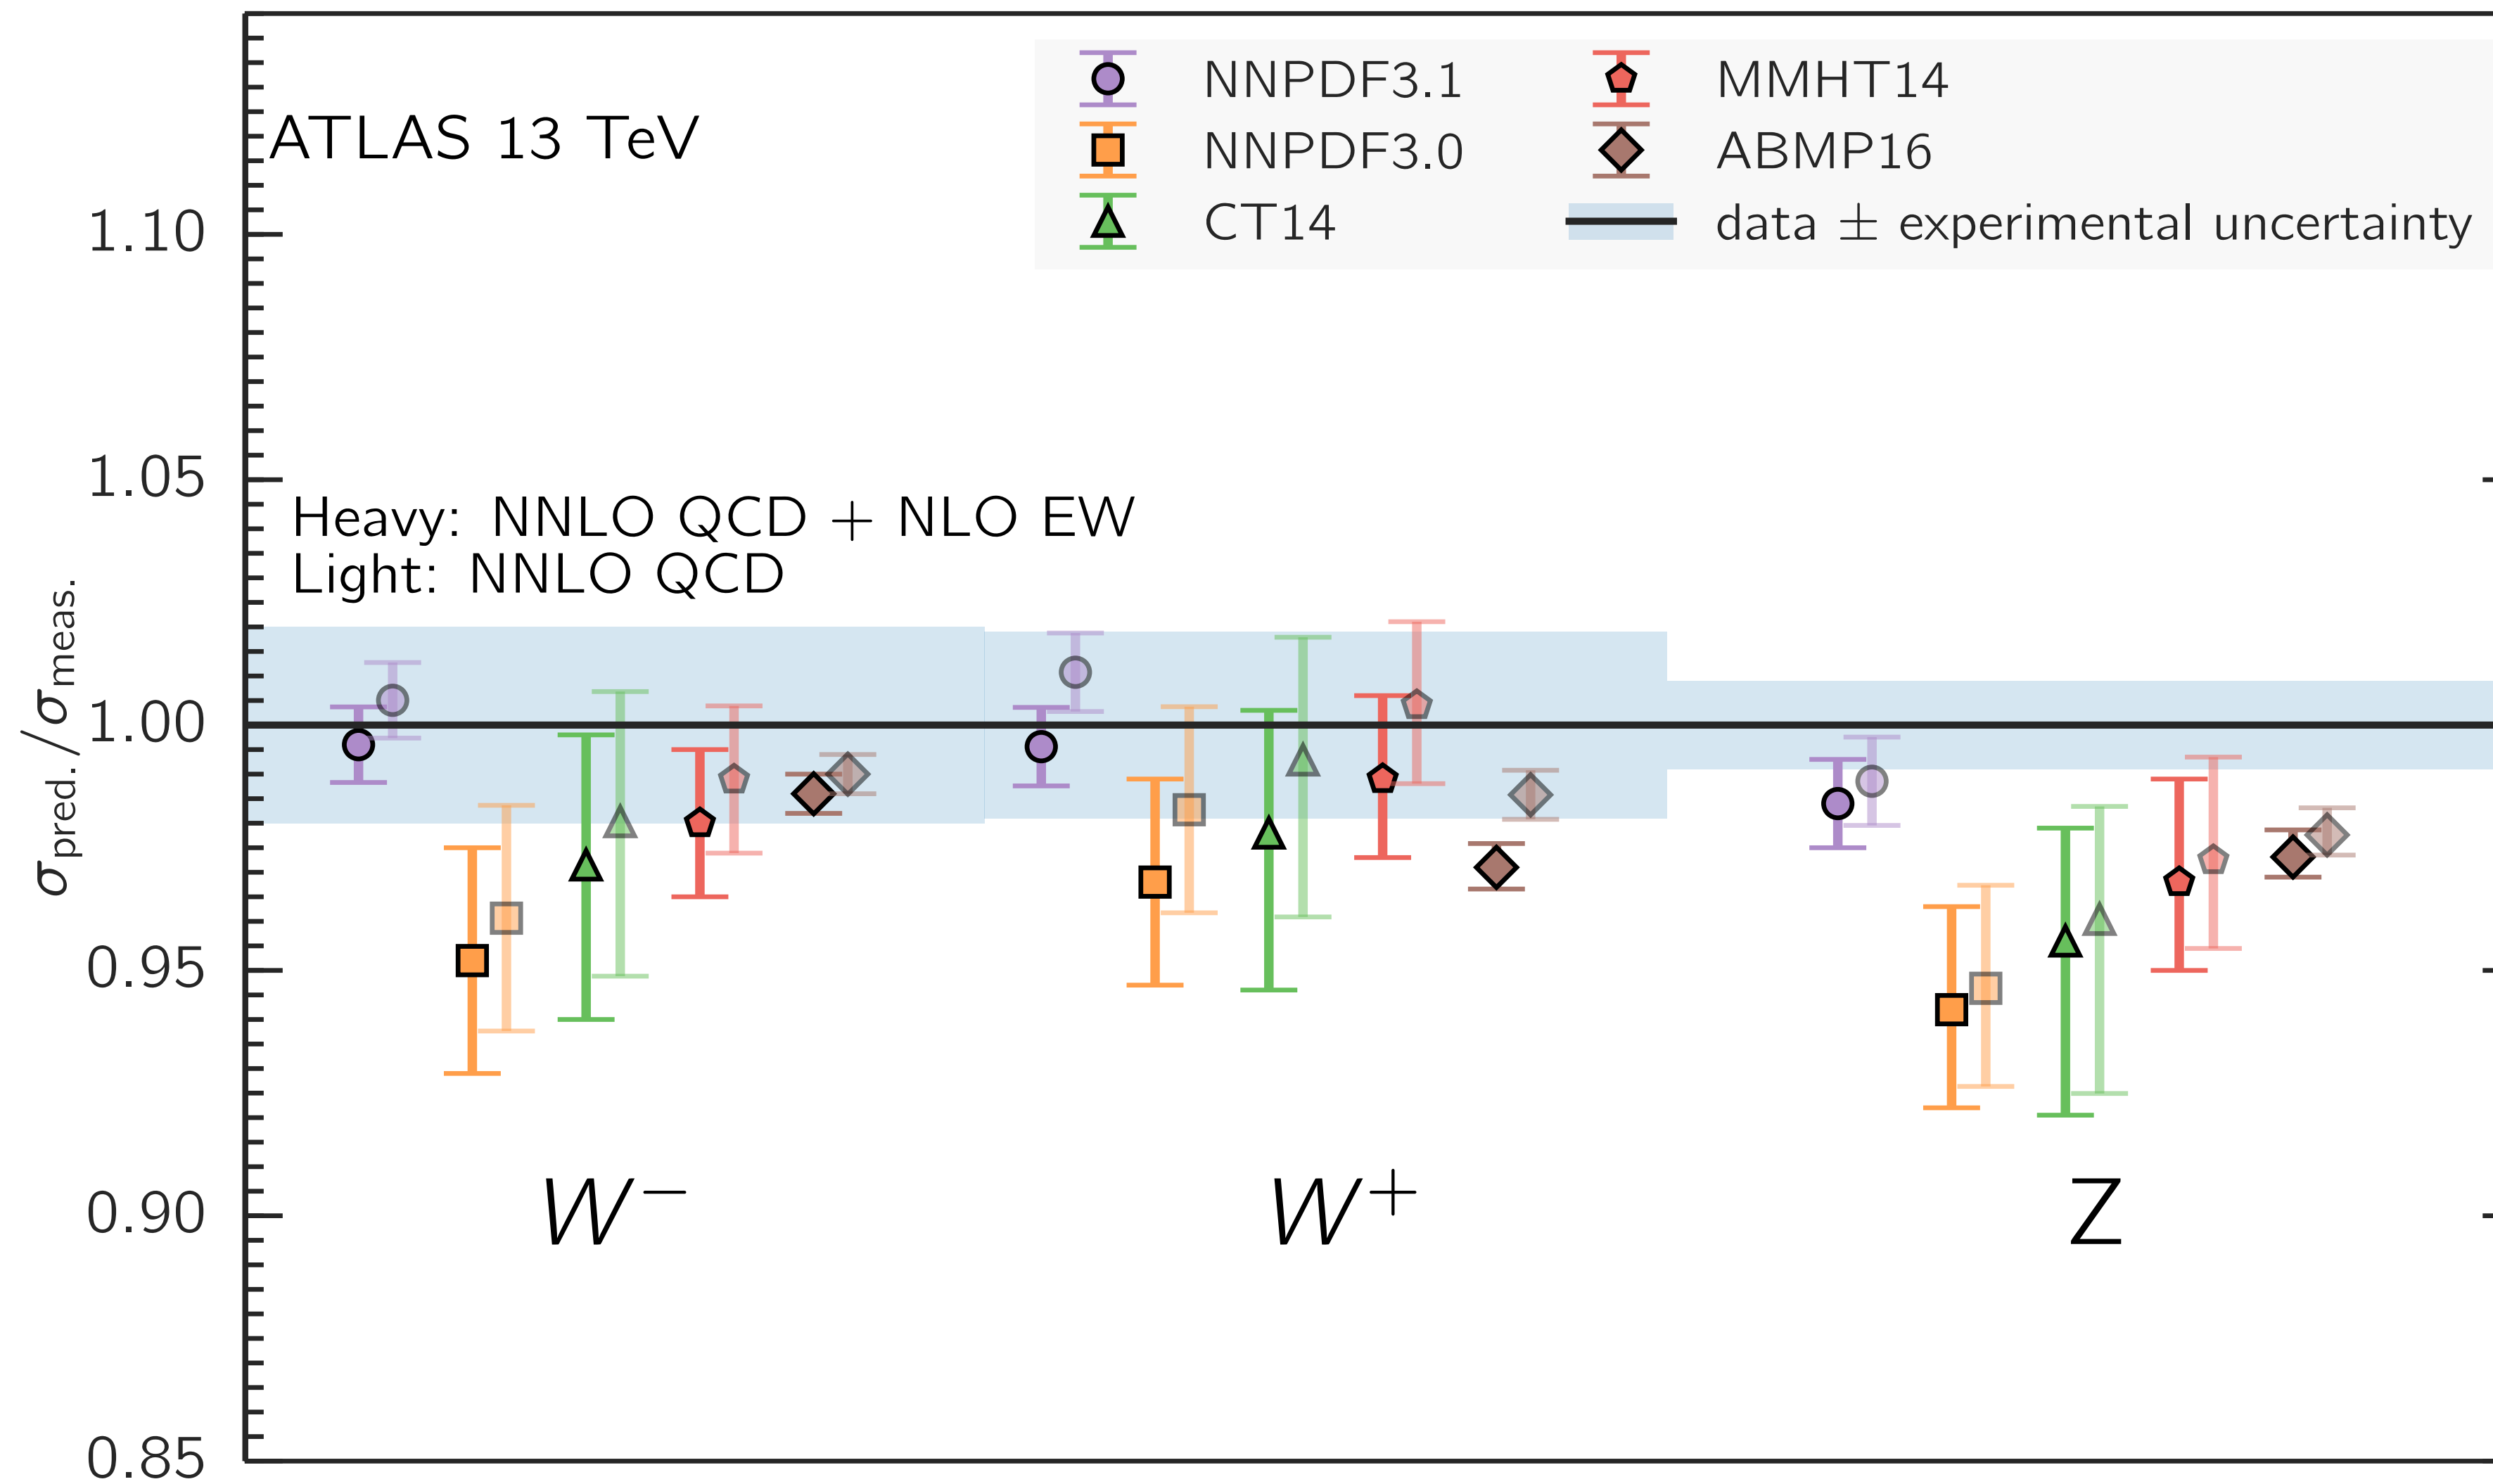 NNPDF3.1
MMHT14
ATLAS 13 TeV
NNPDF3.0
ABMP16
CT14
data ± experimental uncertainty
1.10
1.05
Heavy: NNLO QCD + NLO EW
Light: NNLO QCD
σpred./σmeas.
1.00
0.95
0.90
W⁻
W⁺
Z
0.85